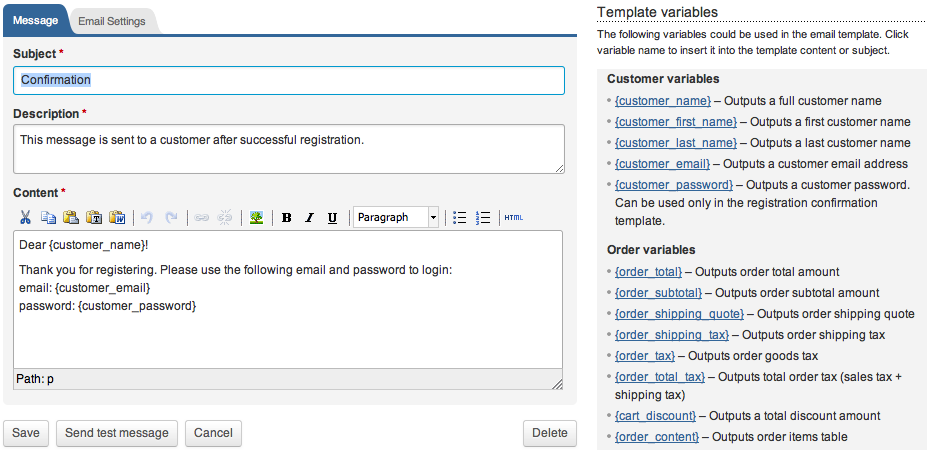 Message
Email Settings
Subject *
Confirmation
Description *
This message is sent to a customer after successful registration.
Content *
B I U
Paragraph
HTML
Dear {customer_name}!
Thank you for registering. Please use the following email and password to login:
email: {customer_email}
password: {customer_password}
Path: p
Save
Send test message
Cancel
Delete
Template variables
The following variables could be used in the email template. Click
variable name to insert it into the template content or subject.
Customer variables
• {customer_name} – Outputs a full customer name
• {customer_first_name} – Outputs a first customer name
• {customer_last_name} – Outputs a last customer name
• {customer_email} – Outputs a customer email address
• {customer_password} – Outputs a customer password.
Can be used only in the registration confirmation
template.
Order variables
• {order_total} – Outputs order total amount
• {order_subtotal} – Outputs order subtotal amount
• {order_shipping_quote} – Outputs order shipping quote
• {order_shipping_tax} – Outputs order shipping tax
• {order_tax} – Outputs order goods tax
• {order_total_tax} – Outputs total order tax (sales tax +
shipping tax)
• {cart_discount} – Outputs a total discount amount
• {order_content} – Outputs order items table